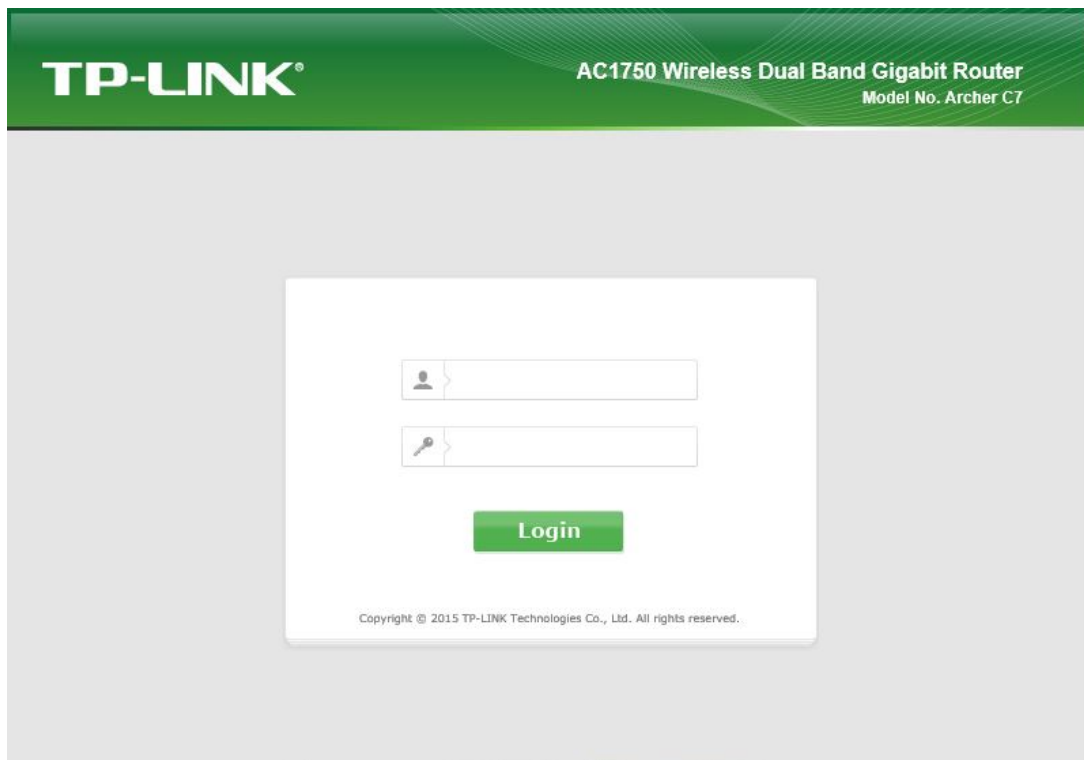 TP-LINK®
AC1750 Wireless Dual Band Gigabit Router
Model No. Archer C7
Login
Copyright © 2015 TP-LINK Technologies Co., Ltd. All rights reserved.